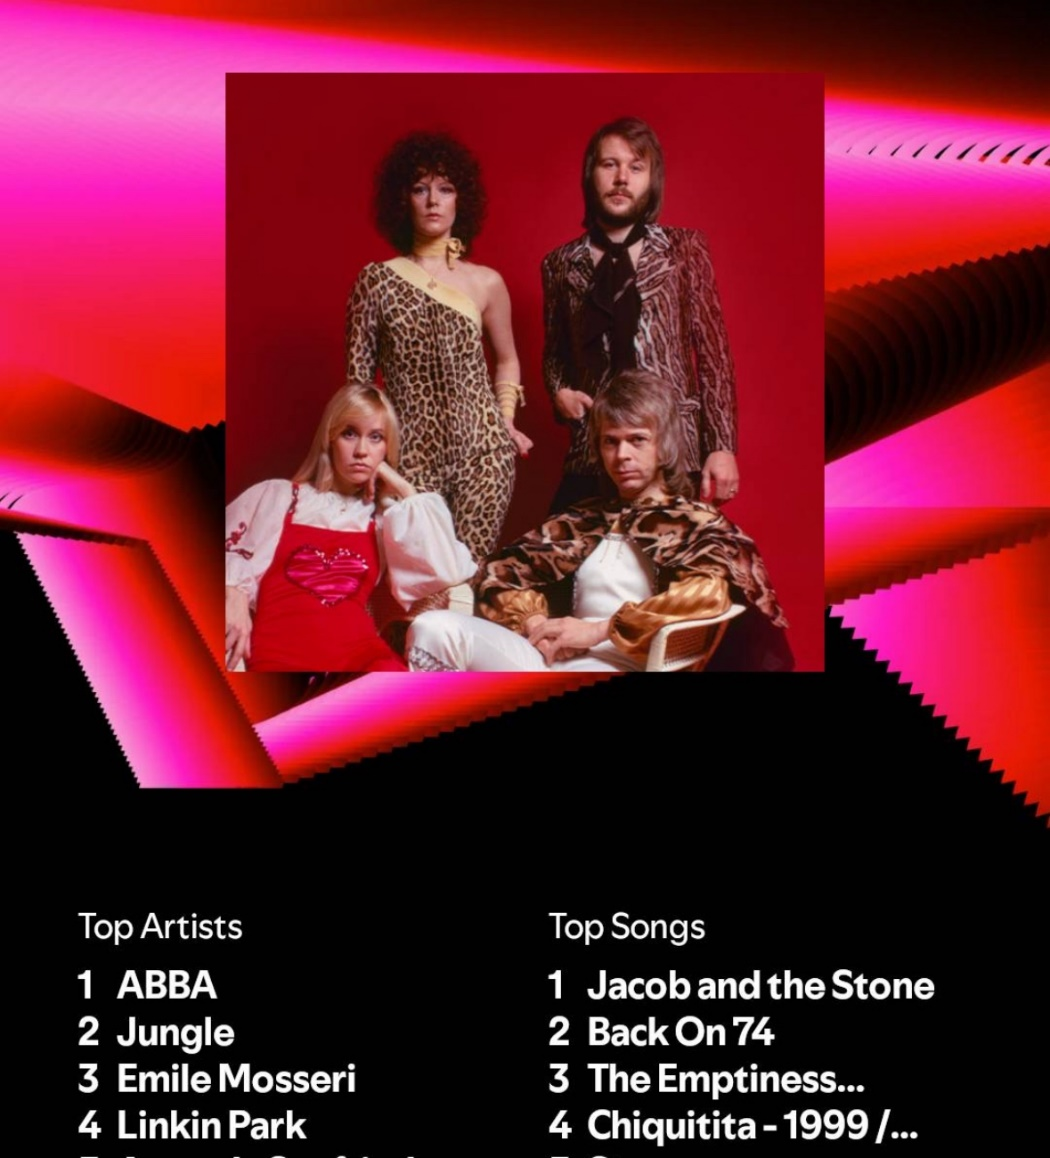 Top Artists
1 ABBA
2 Jungle
3 Emile Mosseri
4 Linkin Park
Top Songs
1 Jacob and the Stone
2 Back On 74
3 The Emptiness...
4 Chiquitita - 1999 /...